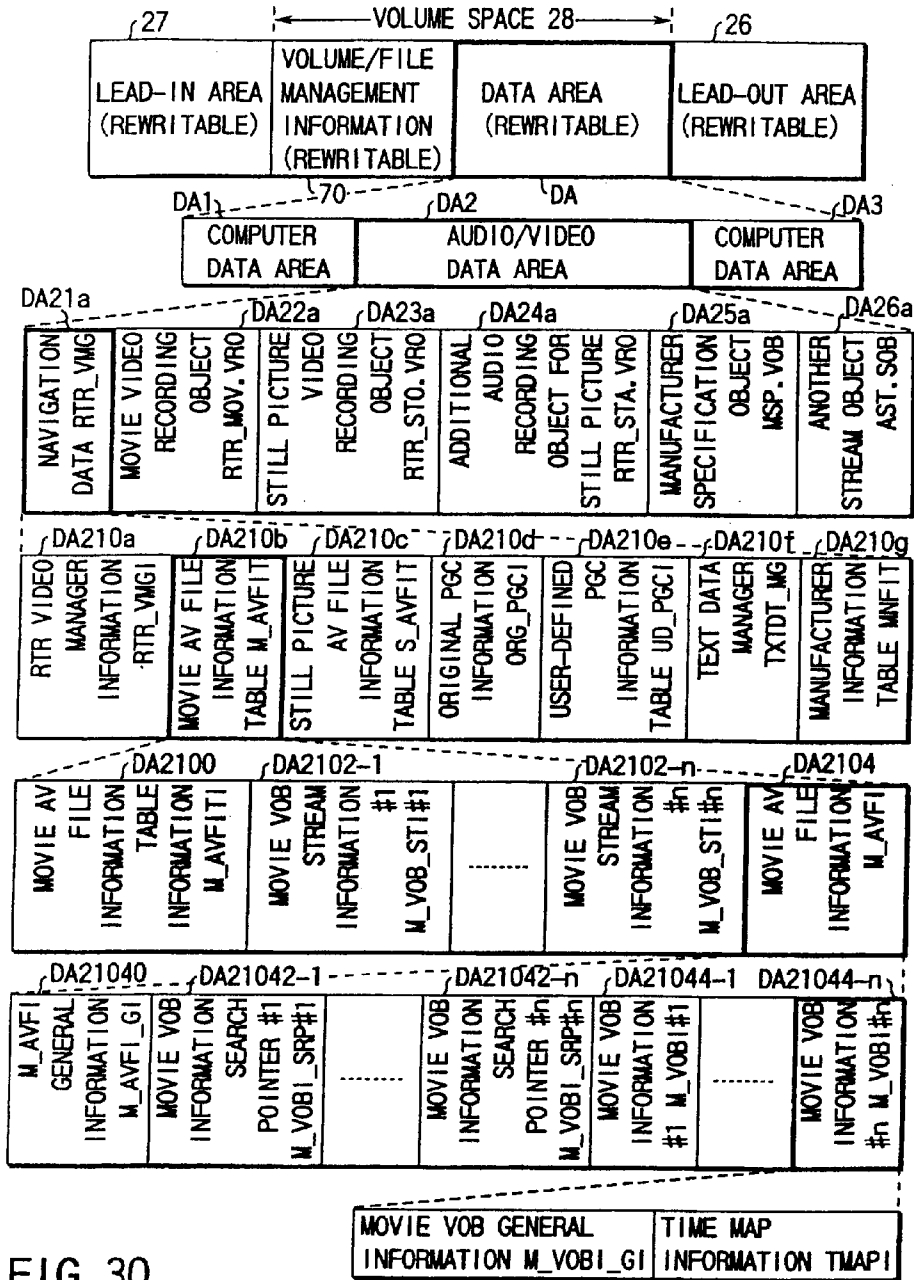 VOLUME SPACE 28
27
26
LEAD-IN AREA
(REWRITABLE)
VOLUME/FILE
MANAGEMENT
INFORMATION
(REWRITABLE)
DATA AREA
(REWRITABLE)
LEAD-OUT AREA
(REWRITABLE)
70
DA
DA1
DA2
DA3
COMPUTER
DATA AREA
AUDIO/VIDEO
DATA AREA
COMPUTER
DATA AREA
DA21a
DA22a
DA23a
DA24a
DA25a
DA26a
NAVIGATION
DATA RTR_VMG
MOVIE VIDEO
RECORDING
OBJECT
RTR_MOV.VRO
STILL PICTURE
VIDEO
RECORDING
OBJECT
RTR_STO.VRO
ADDITIONAL
AUDIO
RECORDING
OBJECT FOR
STILL PICTURE
RTR_STA.VRO
MANUFACTURER
SPECIFICATION
OBJECT
MSP.VOB
ANOTHER
STREAM OBJECT
AST.SOB
DA210a
DA210b
DA210c
DA210d
DA210e
DA210f
DA210g
RTR VIDEO
MANAGER
INFORMATION
RTR_VMGI
MOVIE AV FILE
INFORMATION
TABLE M_AVFIT
STILL PICTURE
AV FILE
INFORMATION
TABLE S_AVFIT
ORIGINAL PGC
INFORMATION
ORG_PGCI
USER-DEFINED
PGC
INFORMATION
TABLE UD_PGCI
TEXT DATA
MANAGER
TXTDT_MG
MANUFACTURER
INFORMATION
TABLE MNFIT
DA2100
DA2102-1
DA2102-n
DA2104
MOVIE AV
FILE
INFORMATION
TABLE
INFORMATION
M_AVFITI
MOVIE VOB
STREAM
INFORMATION
#1
M_VOB_STI#1
........
MOVIE VOB
STREAM
INFORMATION
#n
M_VOB_STI#n
MOVIE AV
FILE
INFORMATION
M_AVFI
DA21040
DA21042-1
DA21042-n
DA21044-1
DA21044-n
M_AVFI
GENERAL
INFORMATION
M_AVFI_GI
MOVIE VOB
INFORMATION
SEARCH
POINTER #1
M_VOBI_SRP#1
........
MOVIE VOB
INFORMATION
SEARCH
POINTER #n
M_VOBI_SRP#n
MOVIE VOB
INFORMATION
#1 M_VOBI#1
........
MOVIE VOB
INFORMATION
#n M_VOBI#n
MOVIE VOB GENERAL
INFORMATION M_VOBI_GI
TIME MAP
INFORMATION TMAPI
FIG. 30